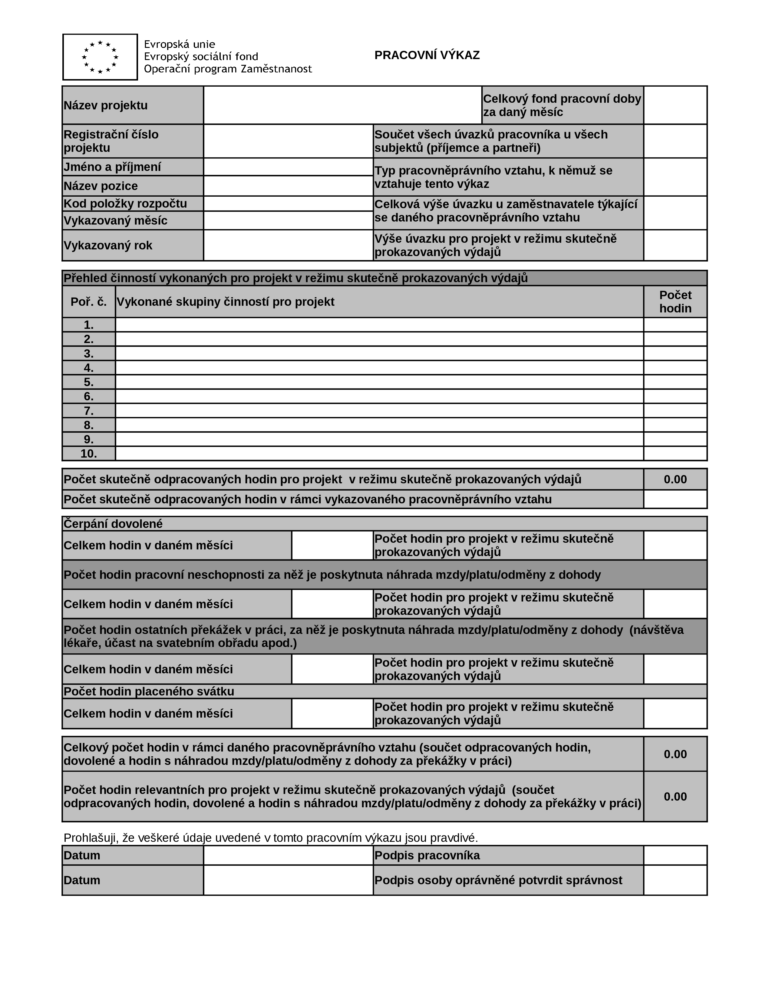 Evropská unie
Evropský sociální fond
Operační program Zaměstnanost
PRACOVNÍ VÝKAZ
Název projektu
Celkový fond pracovní doby
za daný měsíc
Registrační číslo
projektu
Součet všech úvazků pracovníka u všech
subjektů (příjemce a partneři)
Jméno a příjmení
Typ pracovněprávního vztahu, k němuž se
vztahuje tento výkaz
Název pozice
Kod položky rozpočtu
Celková výše úvazku u zaměstnavatele týkající
se daného pracovněprávního vztahu
Vykazovaný měsíc
Vykazovaný rok
Výše úvazku pro projekt v režimu skutečně
prokazovaných výdajů
Přehled činností vykonaných pro projekt v režimu skutečně prokazovaných výdajů
Poř. č.
Vykonané skupiny činností pro projekt
Počet
hodin
1.
2.
3.
4.
5.
6.
7.
8.
9.
10.
Počet skutečně odpracovaných hodin pro projekt  v režimu skutečně prokazovaných výdajů 0.00
Počet skutečně odpracovaných hodin v rámci vykazovaného pracovněprávního vztahu
Čerpání dovolené
Celkem hodin v daném měsíci
Počet hodin pro projekt v režimu skutečně
prokazovaných výdajů
Počet hodin pracovní neschopnosti za něž je poskytnuta náhrada mzdy/platu/odměny z dohody
Celkem hodin v daném měsíci
Počet hodin pro projekt v režimu skutečně
prokazovaných výdajů
Počet hodin ostatních překážek v práci, za něž je poskytnuta náhrada mzdy/platu/odměny z dohody  (návštěva
lékaře, účast na svatebním obřadu apod.)
Celkem hodin v daném měsíci
Počet hodin pro projekt v režimu skutečně
prokazovaných výdajů
Počet hodin placeného svátku
Celkem hodin v daném měsíci
Počet hodin pro projekt v režimu skutečně
prokazovaných výdajů
Celkový počet hodin v rámci daného pracovněprávního vztahu (součet odpracovaných hodin,
dovolené a hodin s náhradou mzdy/platu/odměny z dohody za překážky v práci)
0.00
Počet hodin relevantních pro projekt v režimu skutečně prokazovaných výdajů  (součet
odpracovaných hodin, dovolené a hodin s náhradou mzdy/platu/odměny z dohody za překážky v práci)
0.00
Prohlašuji, že veškeré údaje uvedené v tomto pracovním výkazu jsou pravdivé.
Datum
Podpis pracovníka
Datum
Podpis osoby oprávněné potvrdit správnost